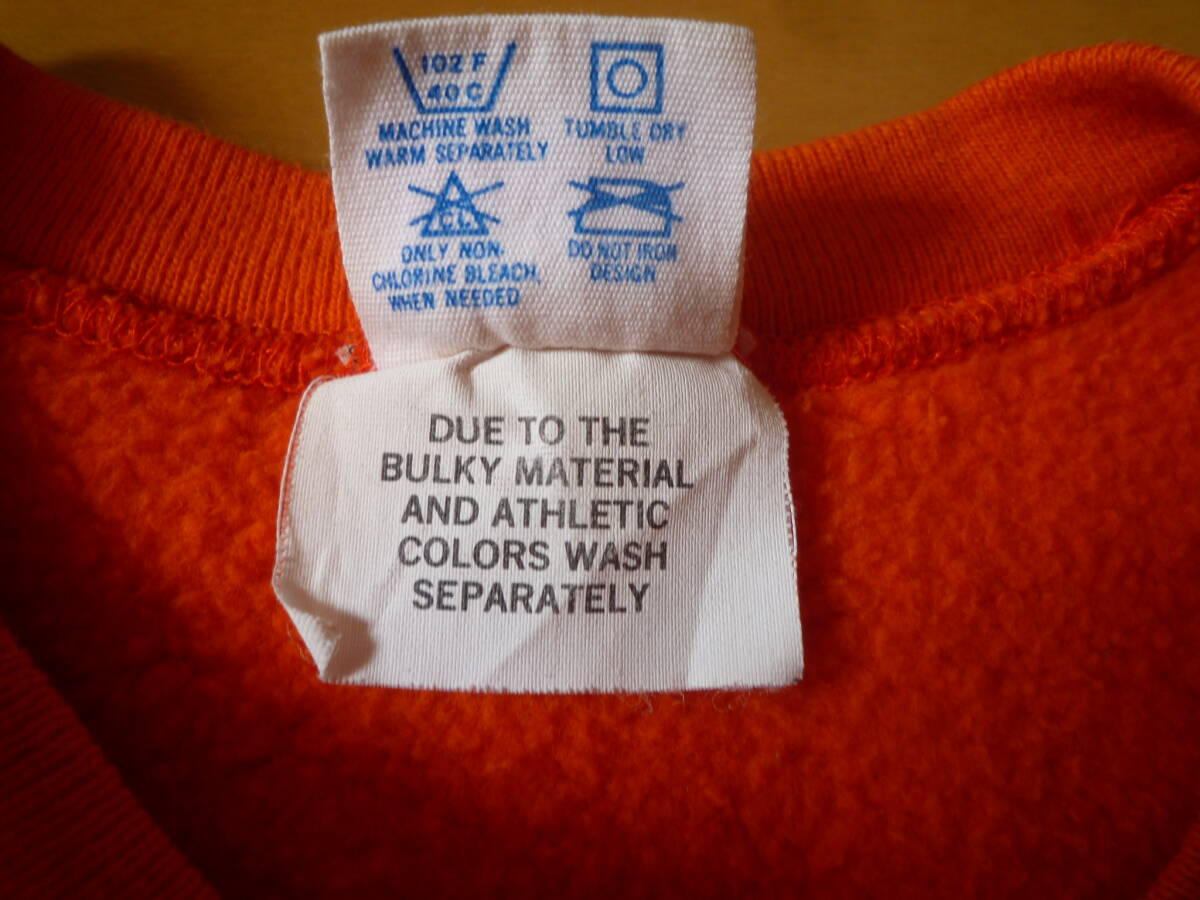 102 F
40 C
MACHINE WASH
WARM SEPARATELY
TUMBLE DRY
LOW
CL
ONLY NON-
CHLORINE BLEACH,
WHEN NEEDED
DO NOT IRON
DESIGN
DUE TO THE
BULKY MATERIAL
AND ATHLETIC
COLORS WASH
SEPARATELY